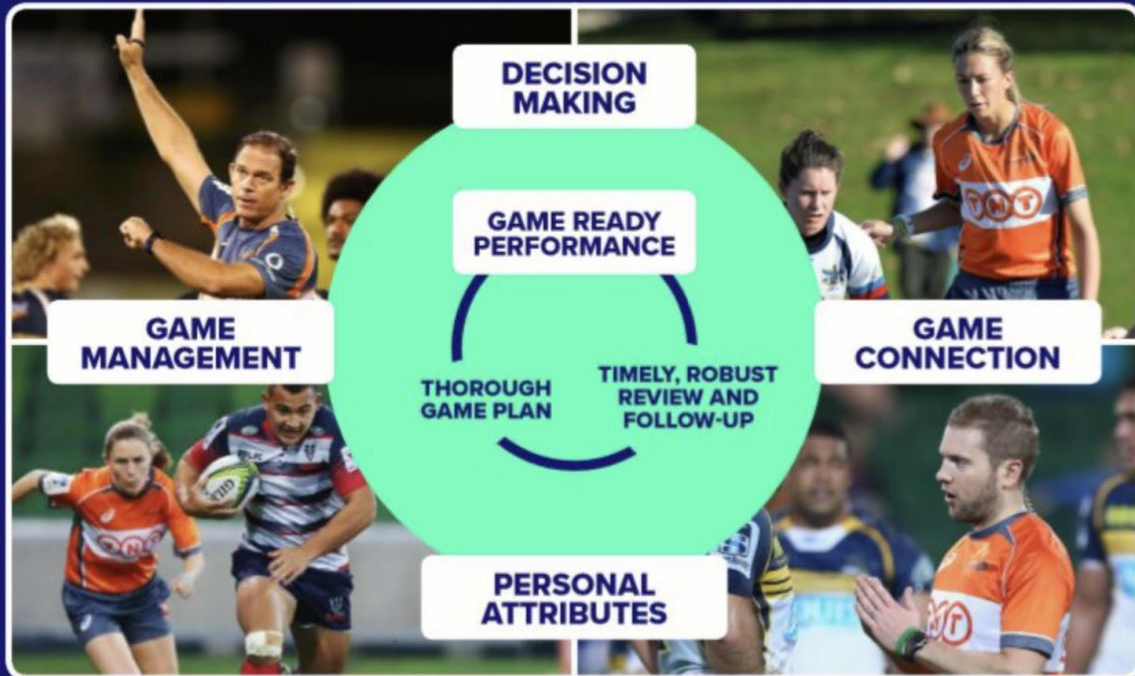 DECISION
MAKING
GAME READY
PERFORMANCE
GAME
MANAGEMENT
GAME
CONNECTION
THOROUGH
GAME PLAN
TIMELY, ROBUST
REVIEW AND
FOLLOW-UP
PERSONAL
ATTRIBUTES
TNT
TNT
GILBERT